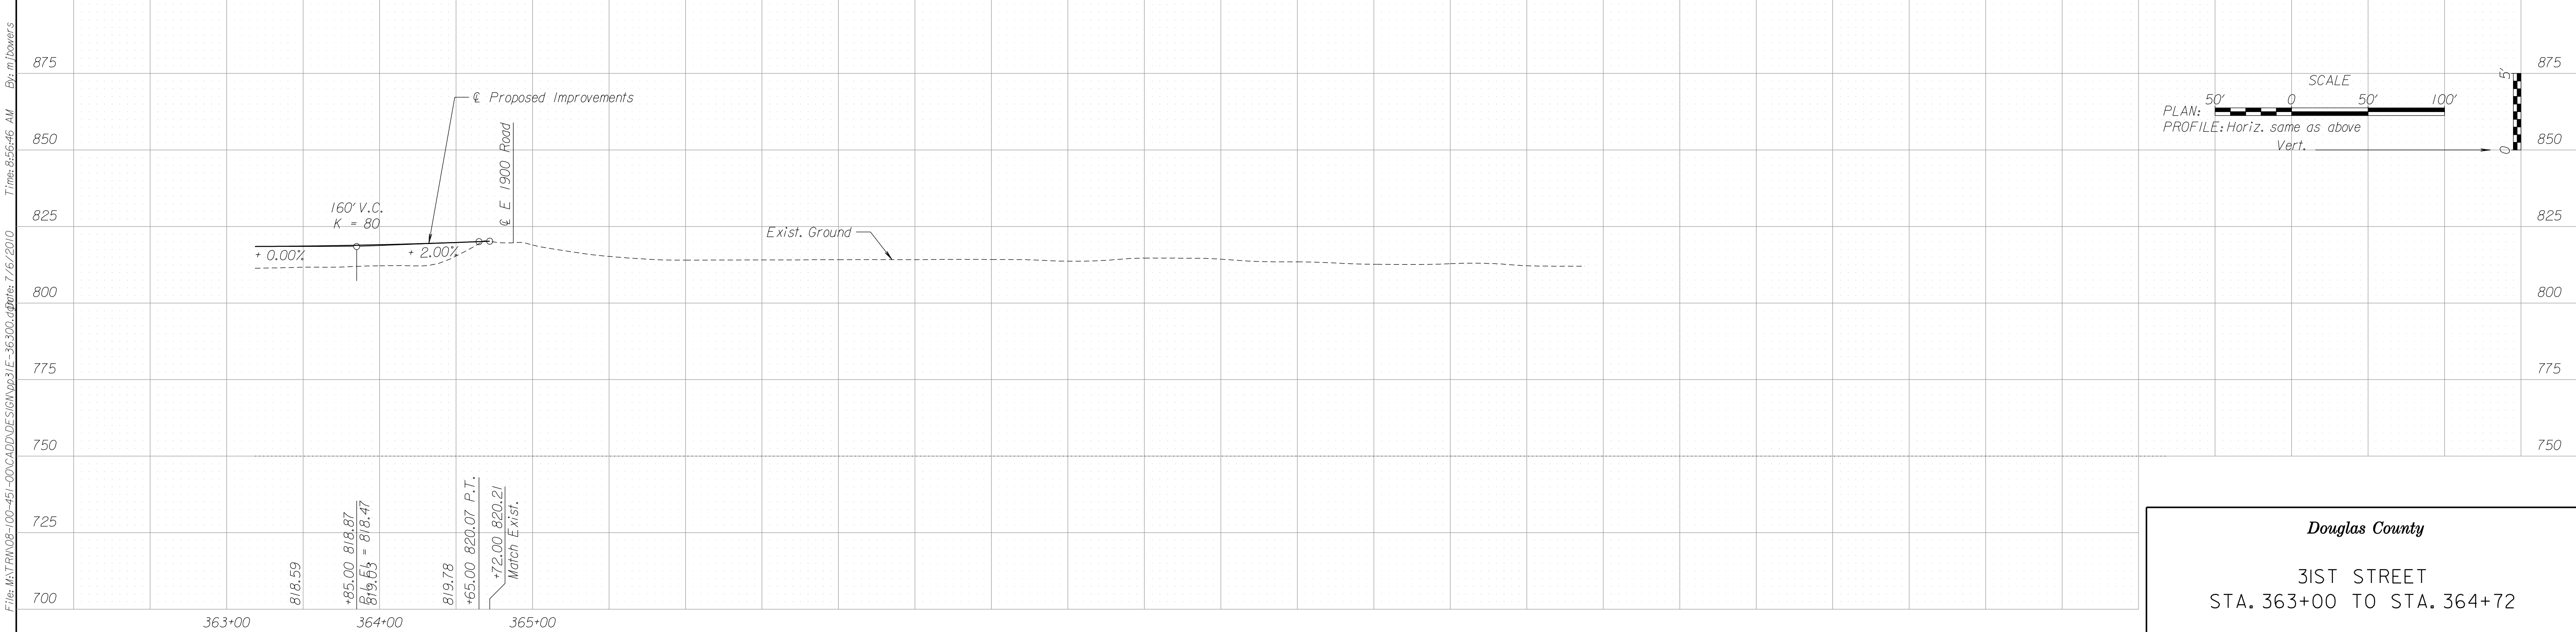 File: M:\TRN\08-100-451-00\CADD\DESIGN\pp31E-36300.dgn
Date: 7/6/2010
Time: 8:56:46 AM
By: mjbowers
875
850
825
800
775
750
725
700
℄ Proposed Improvements
℄ E 1900 Road
160' V.C.
K = 80
+ 0.00%
+ 2.00%
Exist. Ground
818.59
+85.00 818.87
P.I. EL = 818.47
819.03
819.78
+65.00 820.07 P.T.
+72.00 820.21
Match Exist.
363+00
364+00
365+00
SCALE
50' 0 50' 100'
PLAN:
PROFILE: Horiz. same as above
Vert.
5'
0
875
850
825
800
775
750
Douglas County
31ST STREET
STA. 363+00 TO STA. 364+72